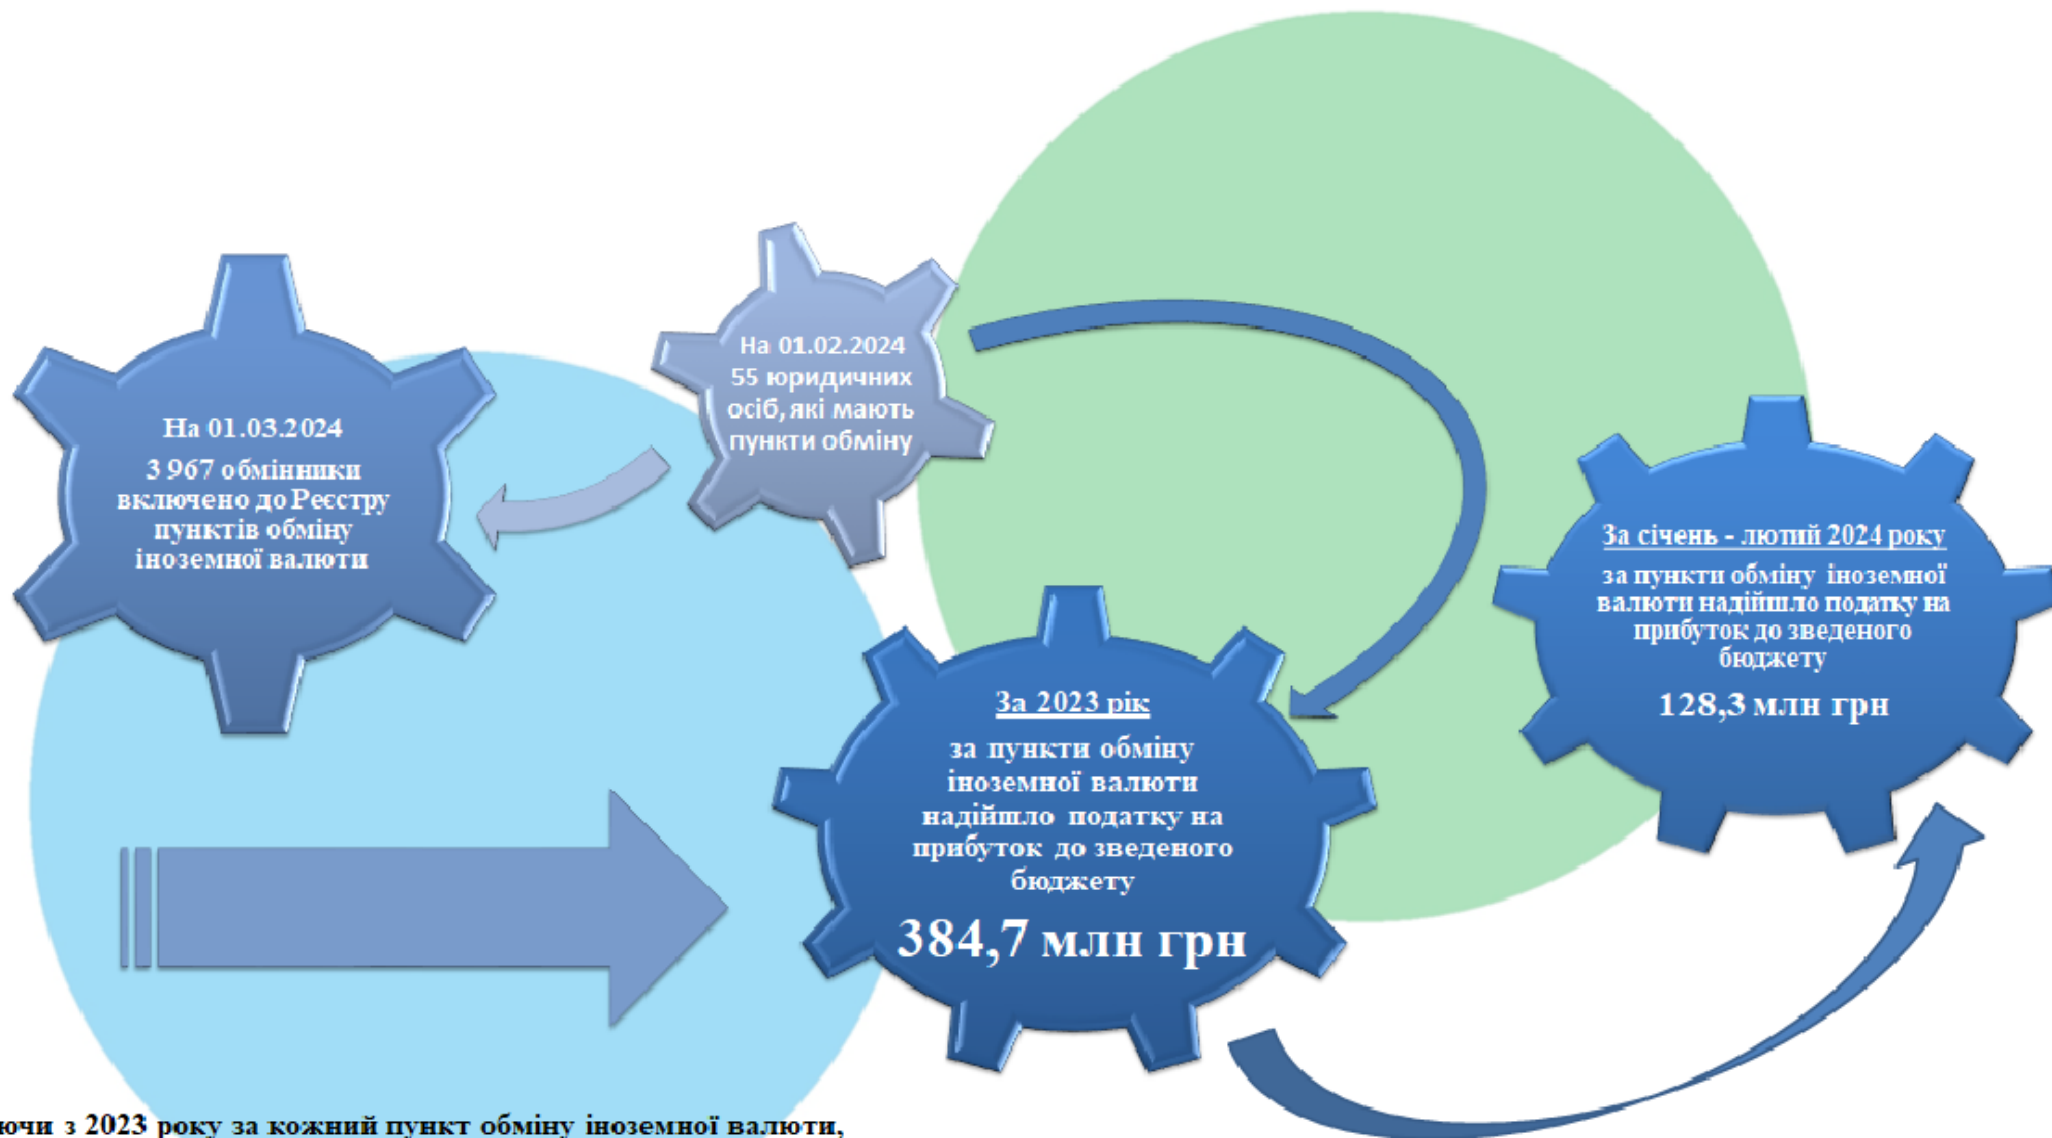 На 01.03.2024
3 967 обмінники
включено до Реєстру
пунктів обміну
іноземної валюти
На 01.02.2024
55 юридичних
осіб, які мають
пункти обміну
За 2023 рік
за пункти обміну
іноземної валюти
надійшло податку на
прибуток до зведеного
бюджету
384,7 млн грн
За січень - лютий 2024 року
за пункти обміну іноземної
валюти надійшло податку на
прибуток до зведеного
бюджету
128,3 млн грн
з 2023 року за кожний пункт обміну іноземної валюти,